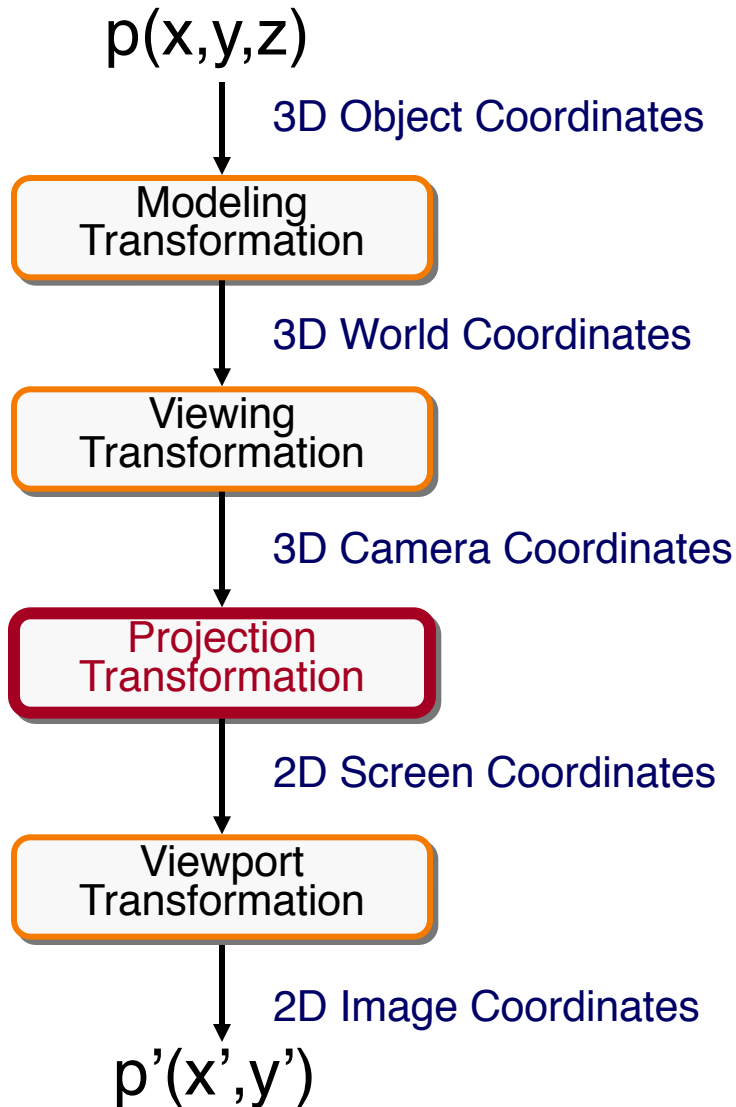 p(x,y,z)
3D Object Coordinates
Modeling
Transformation
3D World Coordinates
Viewing
Transformation
3D Camera Coordinates
Projection
Transformation
2D Screen Coordinates
Viewport
Transformation
2D Image Coordinates
p’(x’,y’)